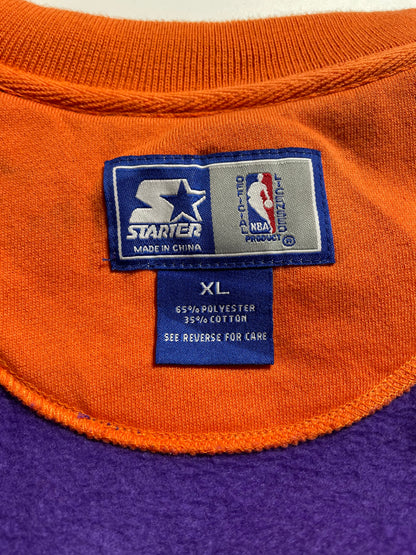 STARTER
MADE IN CHINA
OFFICIAL
NBA
LICENSED
PRODUCT ®
XL
65% POLYESTER
35% COTTON
SEE REVERSE FOR CARE